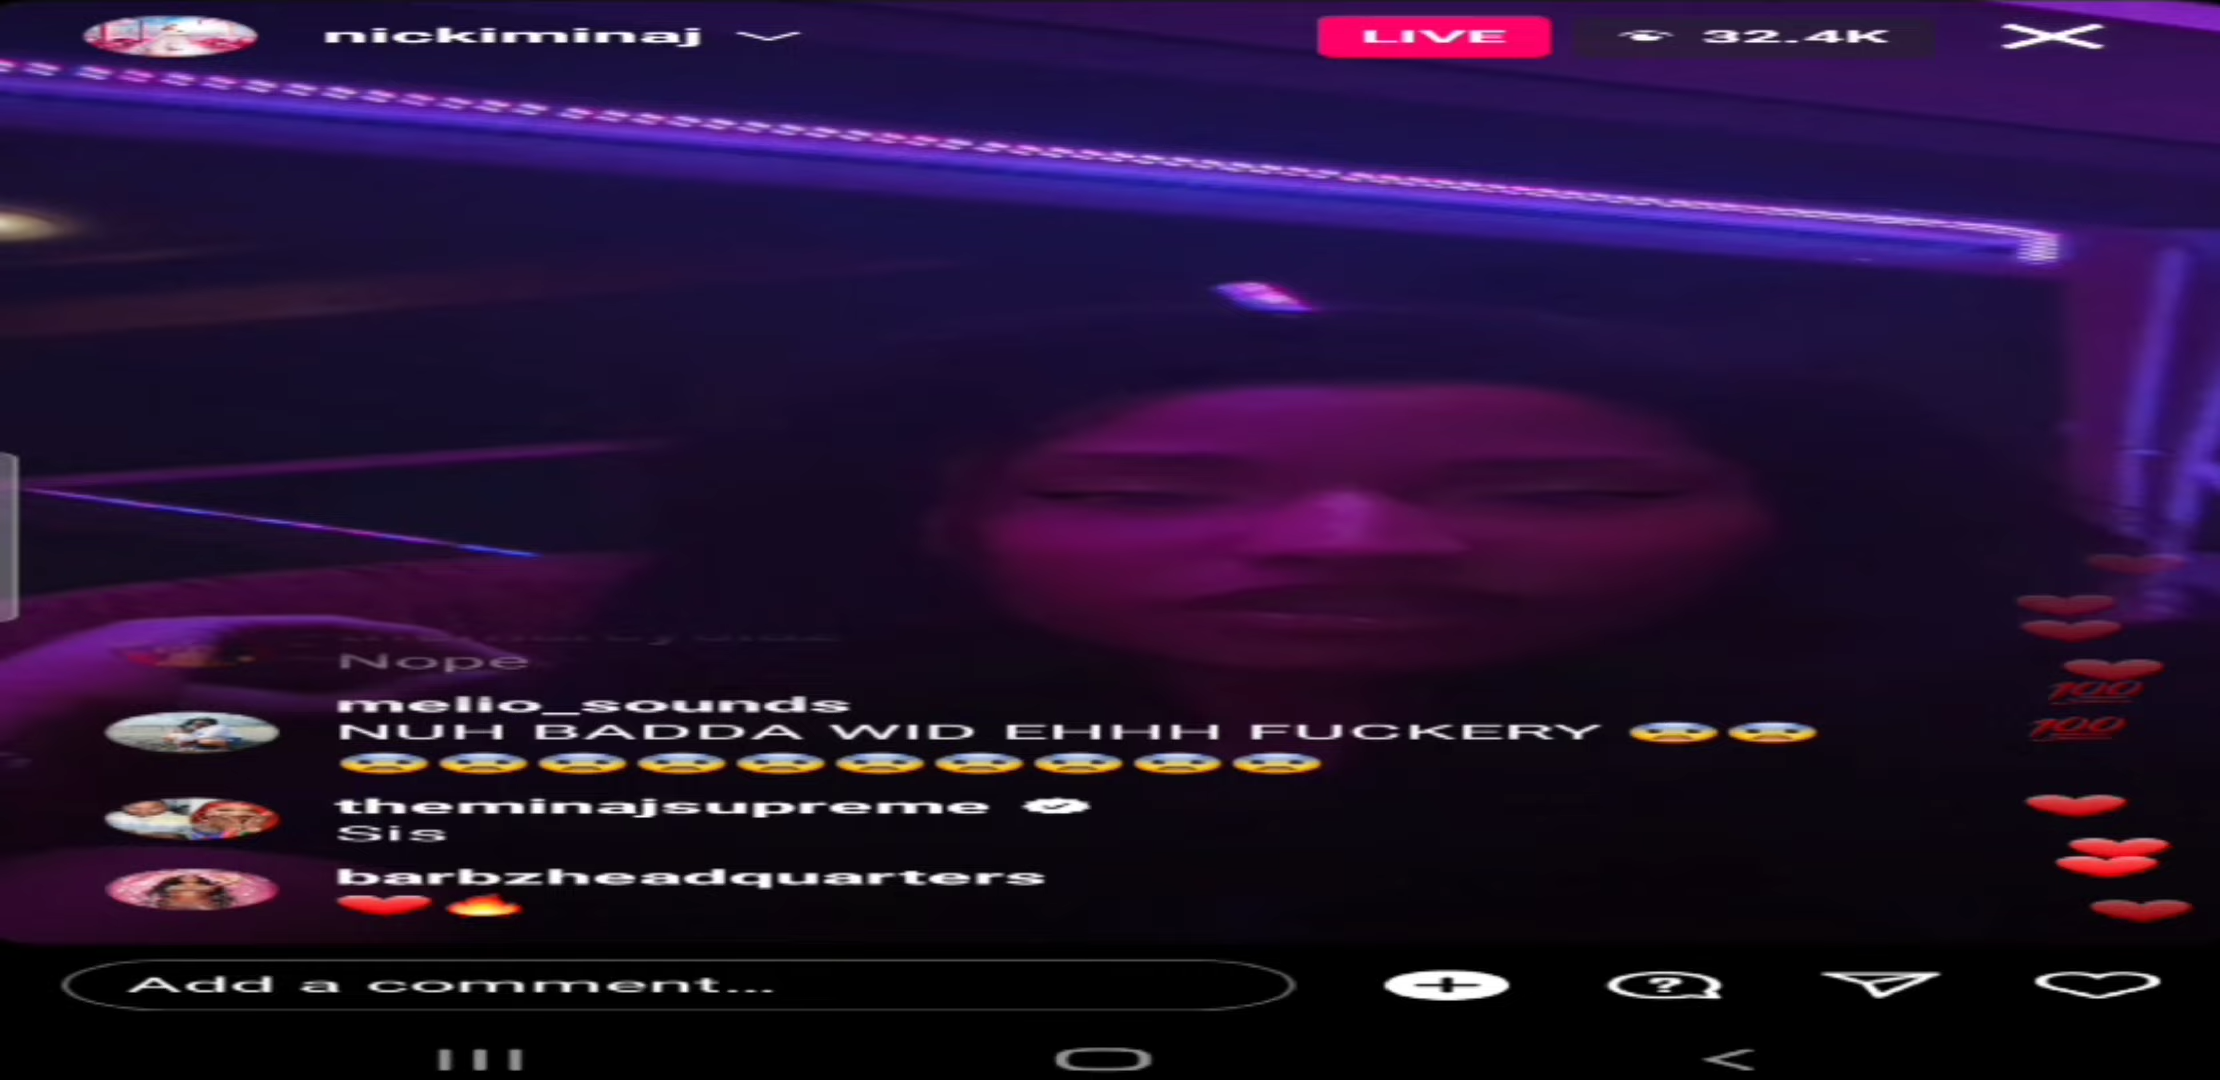 nickiminaj
LIVE 32.4K
Nope
melio_sounds
NUH BADDA WID EHHH FUCKERY 😨😨
😨😨😨😨😨😨😨😨😨😨
theminajsupreme
Sis
barbzheadquarters
❤️🔥
Add a comment...